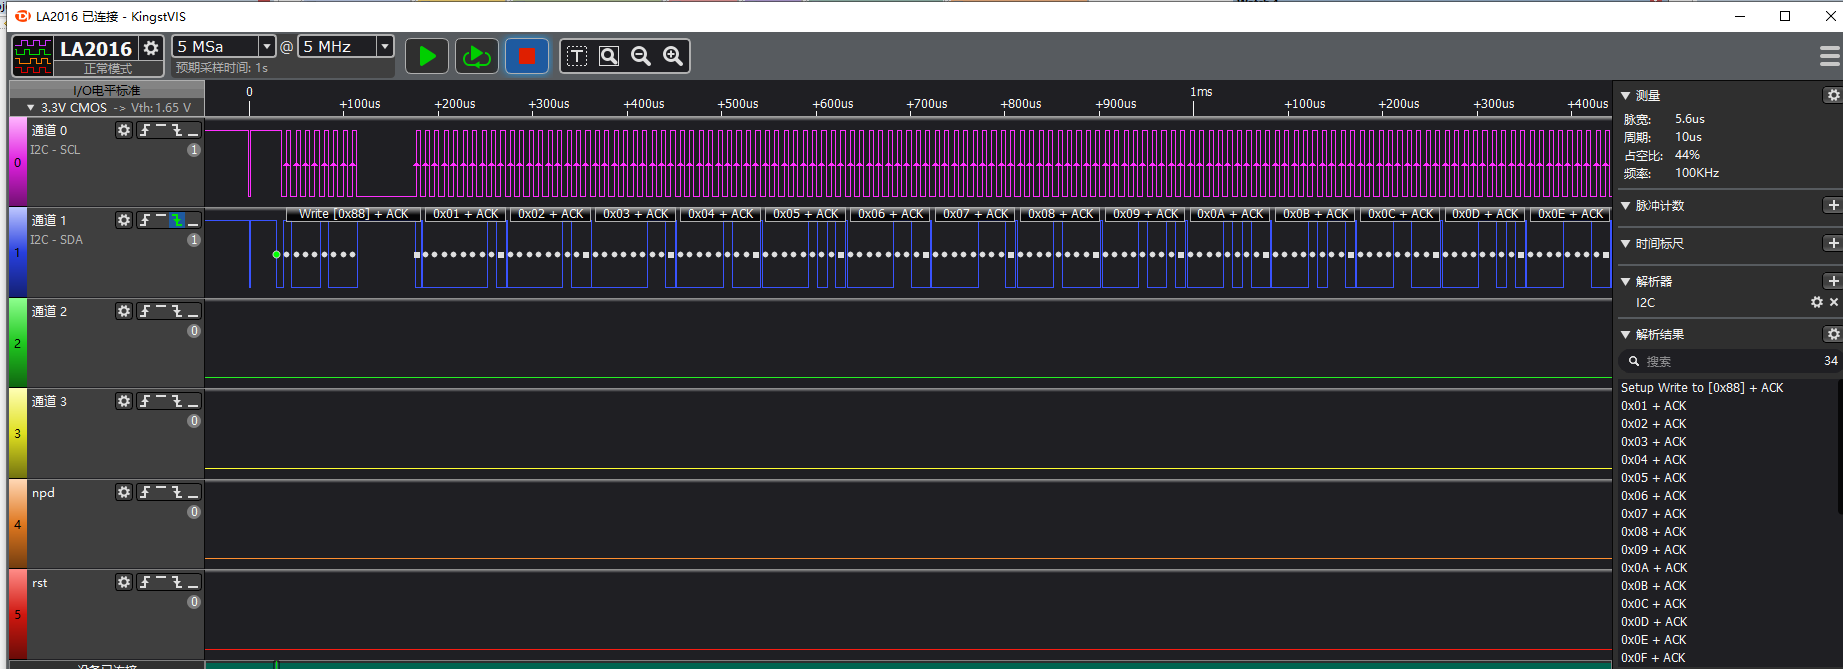 LA2016 已连接 - KingstVIS
LA2016
正常模式
5 MSa
@
5 MHz
预期采样时间: 1s
T
I/O电平标准
3.3V CMOS -> Vth: 1.65 V
0
+100us
+200us
+300us
+400us
+500us
+600us
+700us
+800us
+900us
1ms
+100us
+200us
+300us
+400us
0
通道 0
I2C - SCL
1
1
通道 1
I2C - SDA
1
Write [0x88] + ACK
0x01 + ACK
0x02 + ACK
0x03 + ACK
0x04 + ACK
0x05 + ACK
0x06 + ACK
0x07 + ACK
0x08 + ACK
0x09 + ACK
0x0A + ACK
0x0B + ACK
0x0C + ACK
0x0D + ACK
0x0E + ACK
2
通道 2
0
3
通道 3
0
4
npd
0
5
rst
0
设备已连接
测量
脉宽: 5.6us
周期: 10us
占空比: 44%
频率: 100KHz
脉冲计数
时间标尺
解析器
I2C
解析结果
搜索
34
Setup Write to [0x88] + ACK
0x01 + ACK
0x02 + ACK
0x03 + ACK
0x04 + ACK
0x05 + ACK
0x06 + ACK
0x07 + ACK
0x08 + ACK
0x09 + ACK
0x0A + ACK
0x0B + ACK
0x0C + ACK
0x0D + ACK
0x0E + ACK
0x0F + ACK